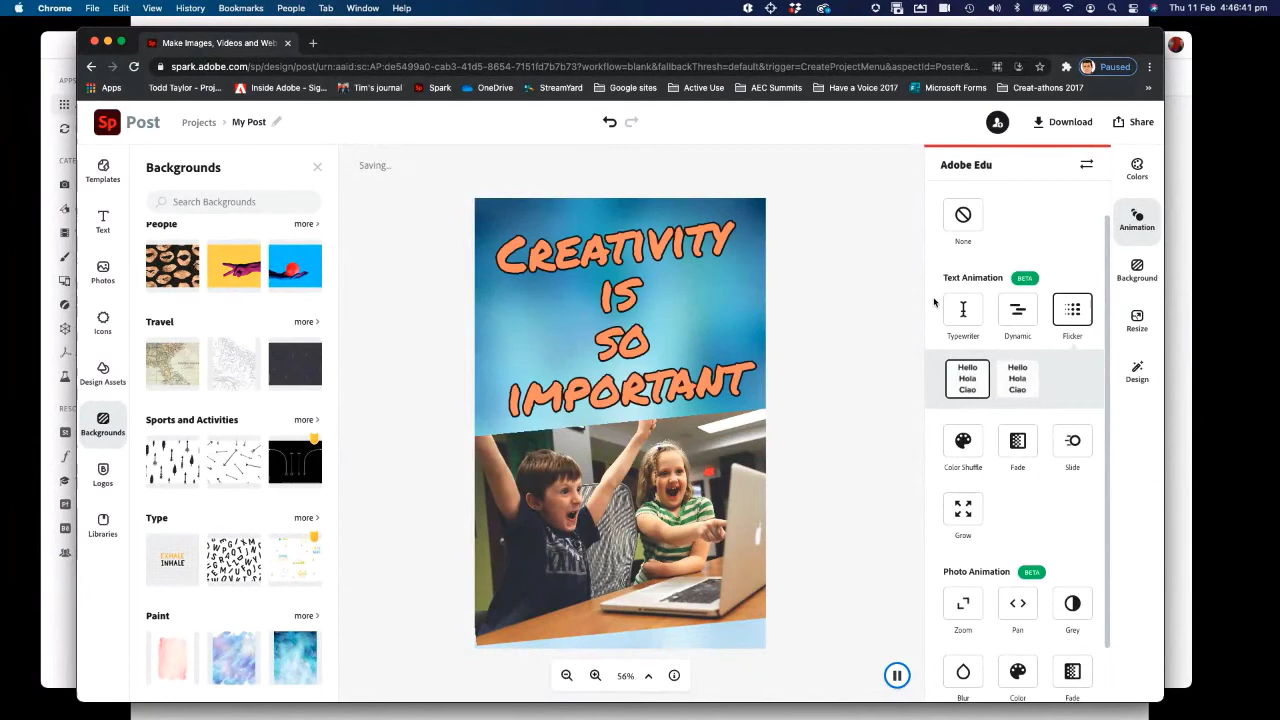 Chrome File Edit View History Bookmarks People Tab Window Help
Thu 11 Feb 4:46:41 pm
Make Images, Videos and Web
spark.adobe.com/sp/design/post/urn:aaid:sc:AP:de5499a0-cab3-41d5-8654-7151fd7b7b73?workflow=blank&fallbackThresh=default&trigger=CreateProjectMenu&aspectId=Poster&...
Paused
Apps Todd Taylor - Proj... Inside Adobe - Sig... Tim's journal Spark OneDrive StreamYard Google sites Active Use AEC Summits Have a Voice 2017 Microsoft Forms Creat-athons 1074 »
Sp Post Projects > My Post
Download Share
Templates
Text
Photos
Icons
Design Assets
Backgrounds
Logos
Libraries
Backgrounds
Search Backgrounds
People more >
Travel more >
Sports and Activities more >
Type more >
EXHALE
INHALE
Paint more >
Saving...
CREATIVITY
IS
SO
IMPORTANT
56%
Adobe Edu
None
Text Animation BETA
Typewriter Dynamic Flicker
Hello Hello
Hola Hola
Ciao Ciao
Color Shuffle Fade Slide
Grow
Photo Animation BETA
Zoom Pan Grey
Blur Color Fade
Colors
Animation
Background
Resize
Design